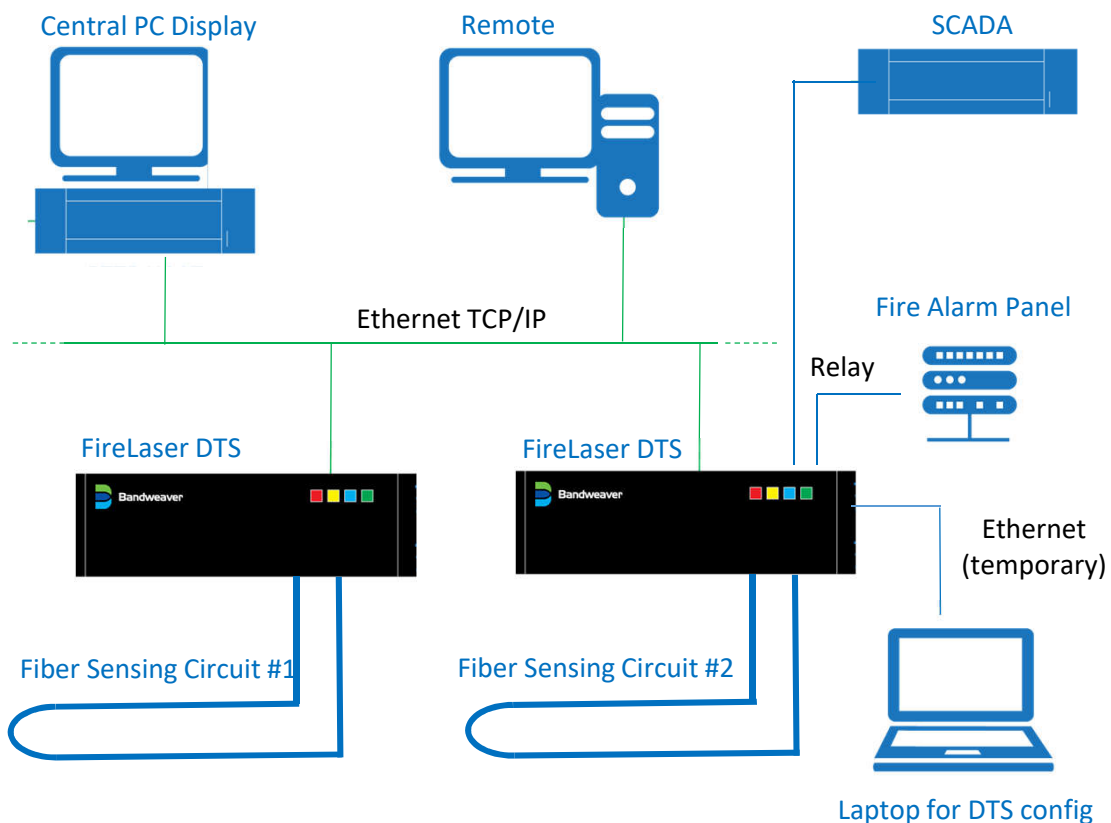 Central PC Display
Remote
SCADA
Ethernet TCP/IP
Fire Alarm Panel
Relay
FireLaser DTS
FireLaser DTS
Bandweaver
Bandweaver
Ethernet
(temporary)
Fiber Sensing Circuit #1
Fiber Sensing Circuit #2
Laptop for DTS config